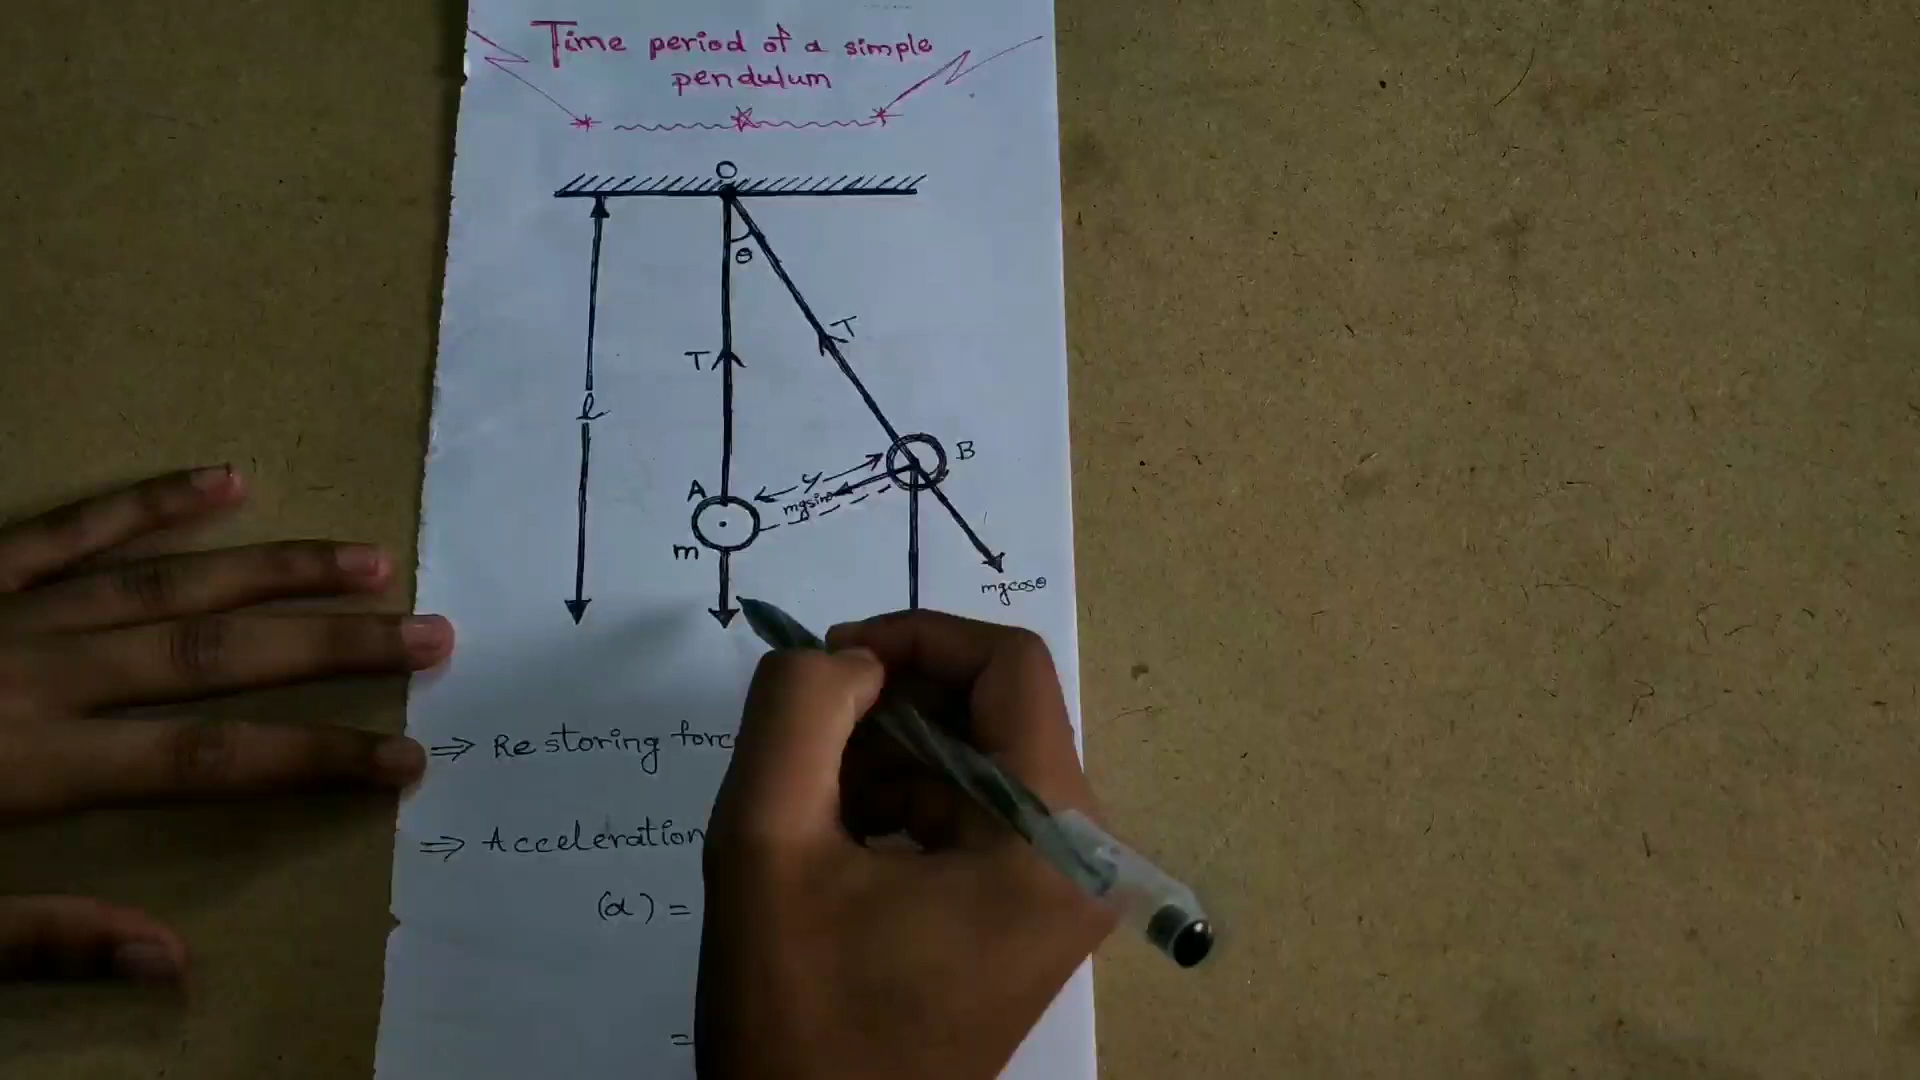 Time period of a simple
pendulum
O
θ
T
T
l
B
A
y
mgsinθ
m
mgcosθ
⇒ Restoring forc
⇒ Acceleration
(a) =
=